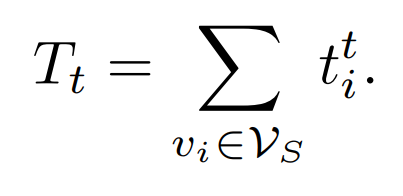 $T_t = \sum_{v_i \in \mathcal{V}_S} t_i^t.$